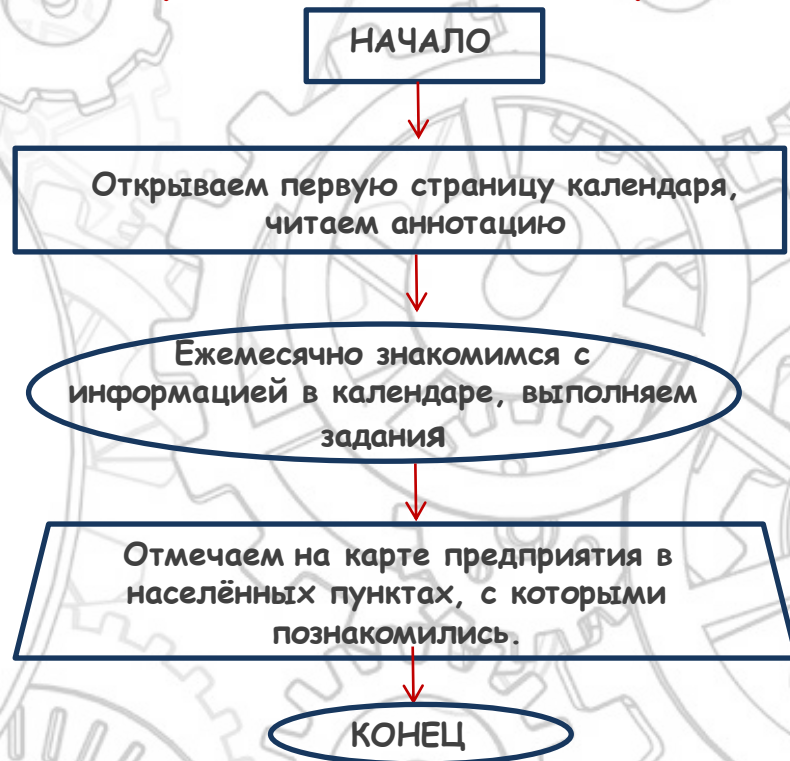 НАЧАЛО
Открываем первую страницу календаря,
читаем аннотацию
Ежемесячно знакомимся с
информацией в календаре, выполняем
задания
Отмечаем на карте предприятия в
населённых пунктах, с которыми
познакомились.
КОНЕЦ